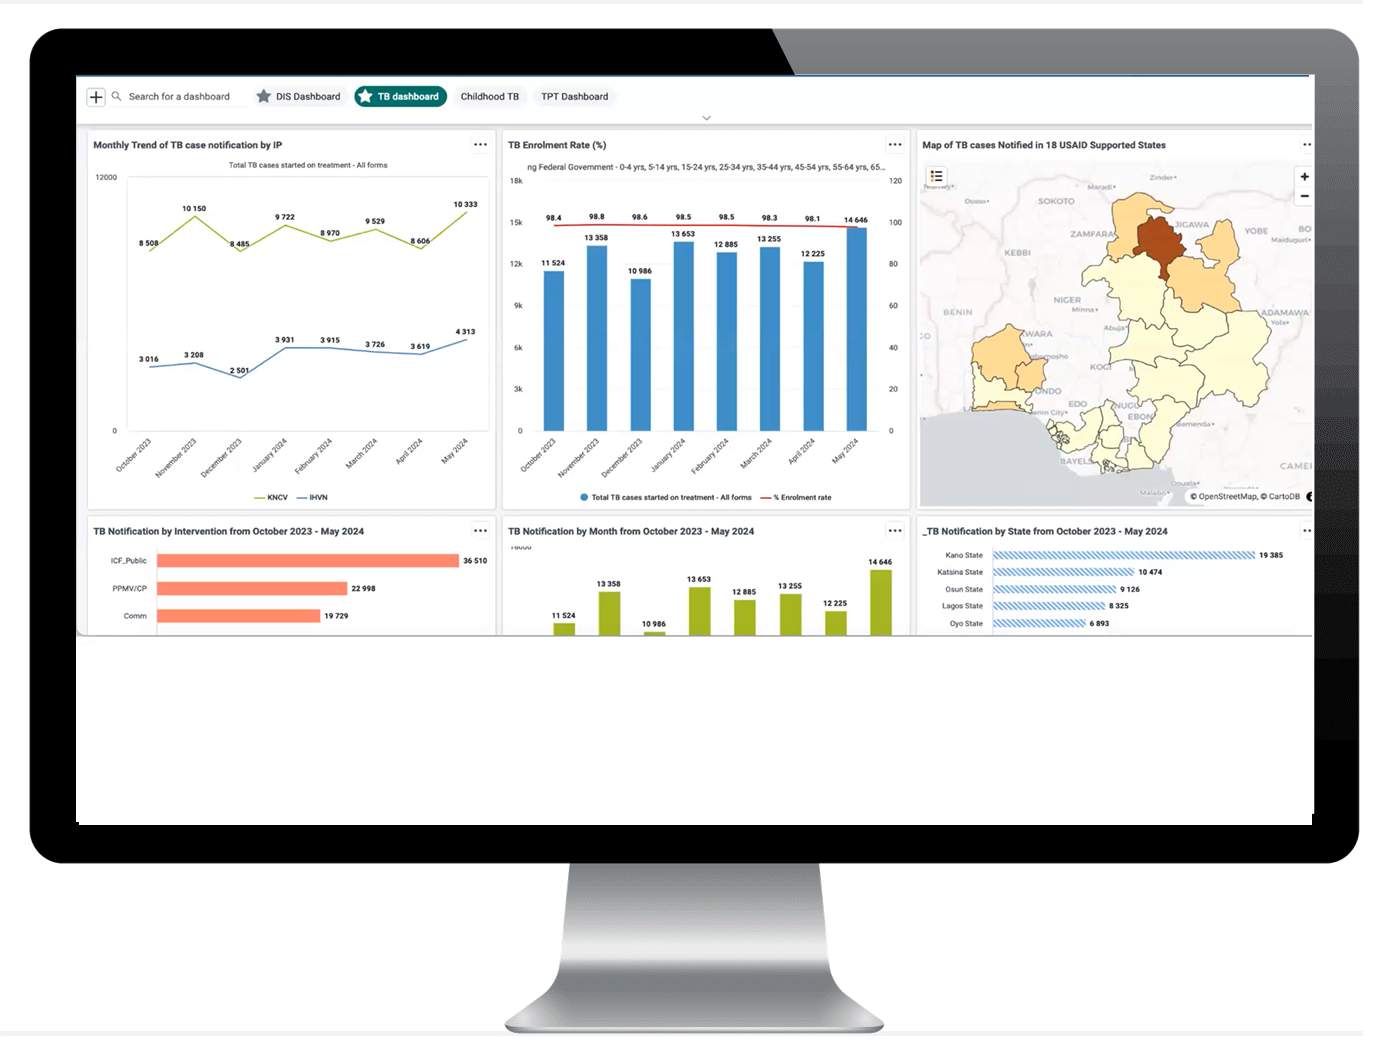 Search for a dashboard
DIS Dashboard
TB dashboard
Childhood TB
TPT Dashboard
Monthly Trend of TB case notification by IP
Total TB cases started on treatment - All forms
12000
10 333
10 150
9 722
9 529
8 970
8 508
8 485
8 606
4 313
3 931
3 915
3 726
3 619
3 208
3 016
2 501
0
October 2023
November 2023
December 2023
January 2024
February 2024
March 2024
April 2024
May 2024
KNCV
IHVN
TB Enrolment Rate (%)
ng Federal Government - 0-4 yrs, 5-14 yrs, 15-24 yrs, 25-34 yrs, 35-44 yrs, 45-54 yrs, 55-64 yrs, 65...
18k
15k
12k
9k
6k
3k
0
120
100
80
60
40
20
0
98.4
98.8
98.6
98.5
98.5
98.3
98.1
14 646
11 524
13 358
10 986
13 653
12 885
13 255
12 225
October 2023
November 2023
December 2023
January 2024
February 2024
March 2024
April 2024
May 2024
Total TB cases started on treatment - All forms
% Enrolment rate
Map of TB cases Notified in 18 USAID Supported States
+
−
Zinder
Maradi
SOKOTO
ZAMFARA
JIGAWA
YOBE
BO
Maiduguri
KEBBI
NIGER
Minna
BENIN
ADAMAWA
Yola
Abuja
WARA
KOGI
ONDO
EDO
NUGU
EBON
enin City
Bamenda
BAYELS
CAMEI
Douala
Malabo
© OpenStreetMap, © CartoDB
TB Notification by Intervention from October 2023 - May 2024
ICF_Public
36 510
PPMV/CP
22 998
Comm
19 729
TB Notification by Month from October 2023 - May 2024
11 524
13 358
10 986
13 653
12 885
13 255
12 225
14 646
_TB Notification by State from October 2023 - May 2024
Kano State
19 385
Katsina State
10 474
Osun State
9 126
Lagos State
8 325
Oyo State
6 893